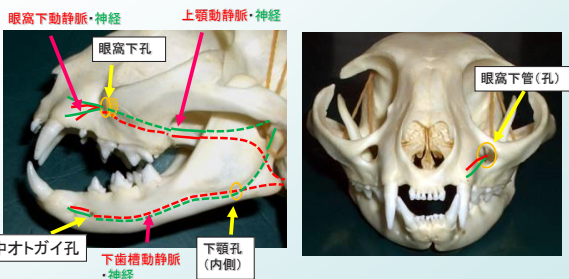 眼窩下動静脈・神経
上顎動静脈・神経
眼窩下孔
眼窩下管(孔)
中オトガイ孔
下歯槽動静脈
・神経
下顎孔
(内側)